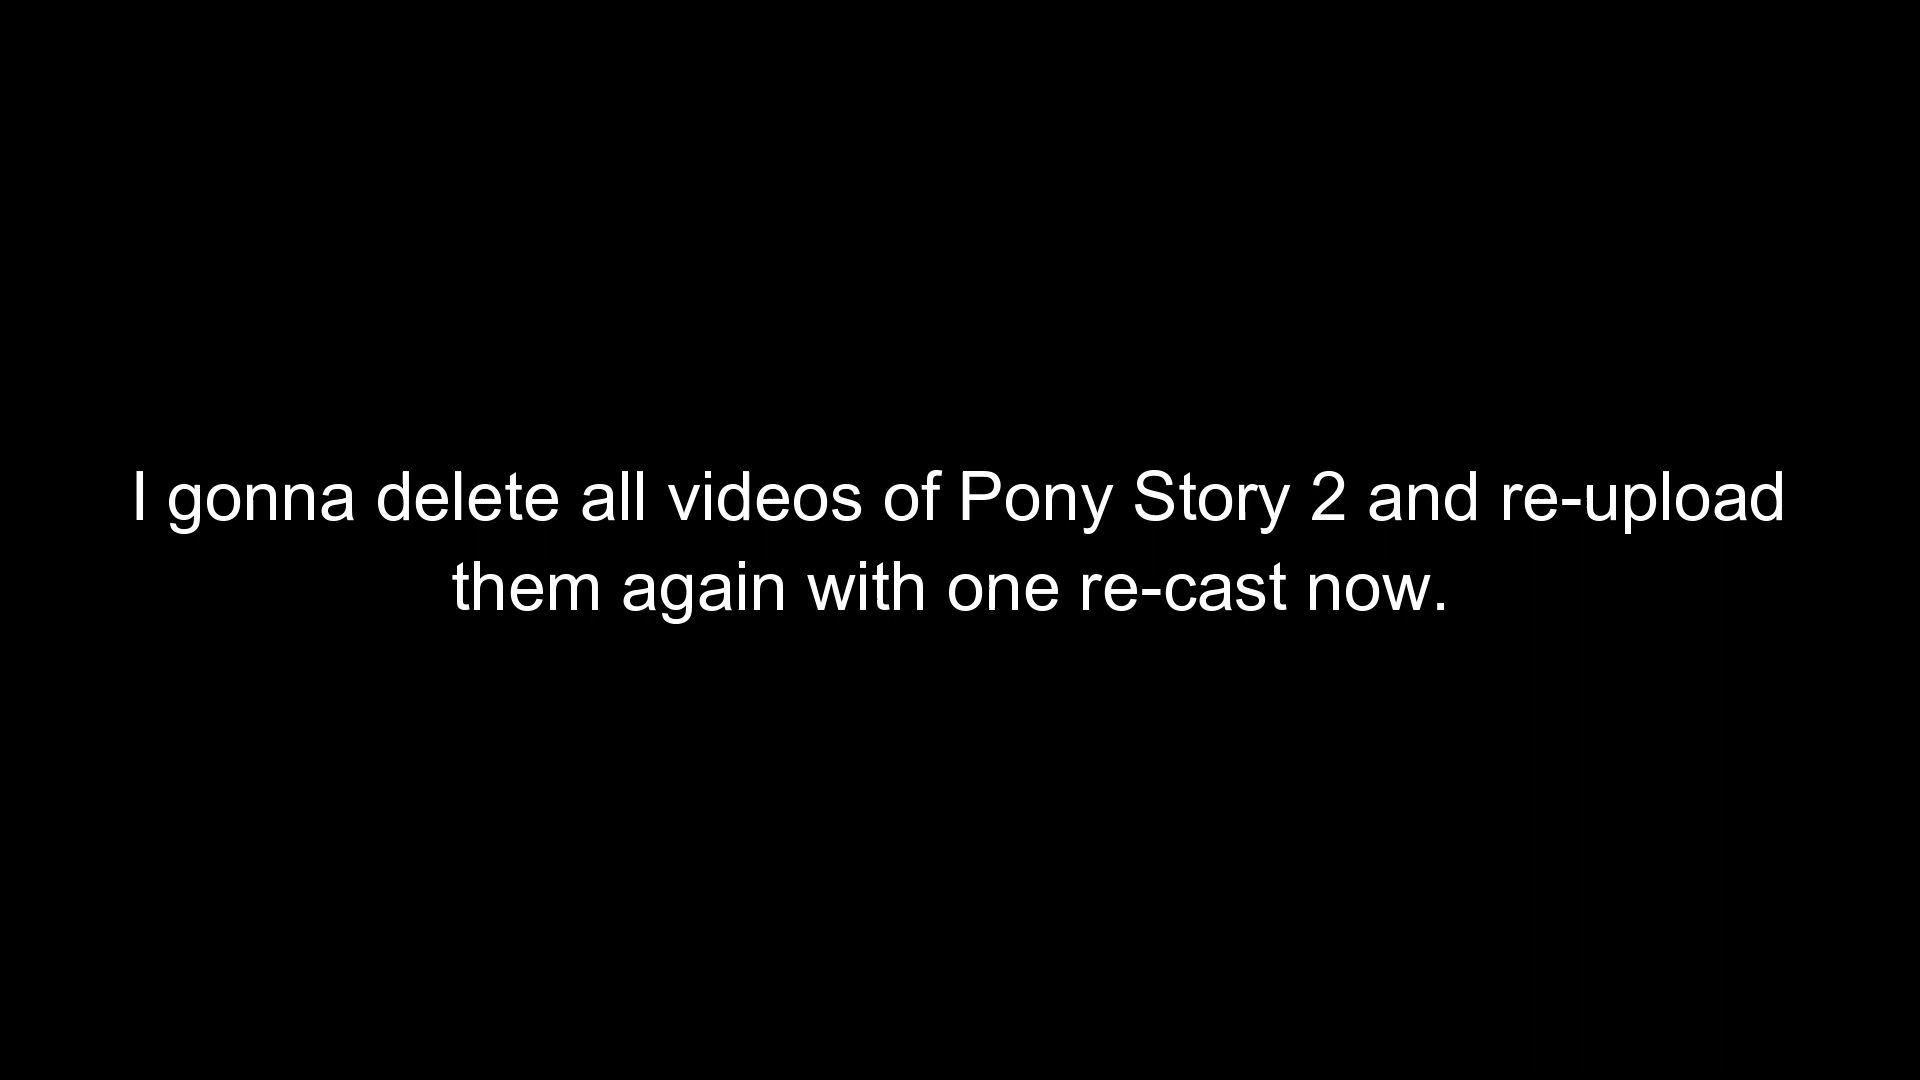 I gonna delete all videos of Pony Story 2 and re-upload
them again with one re-cast now.